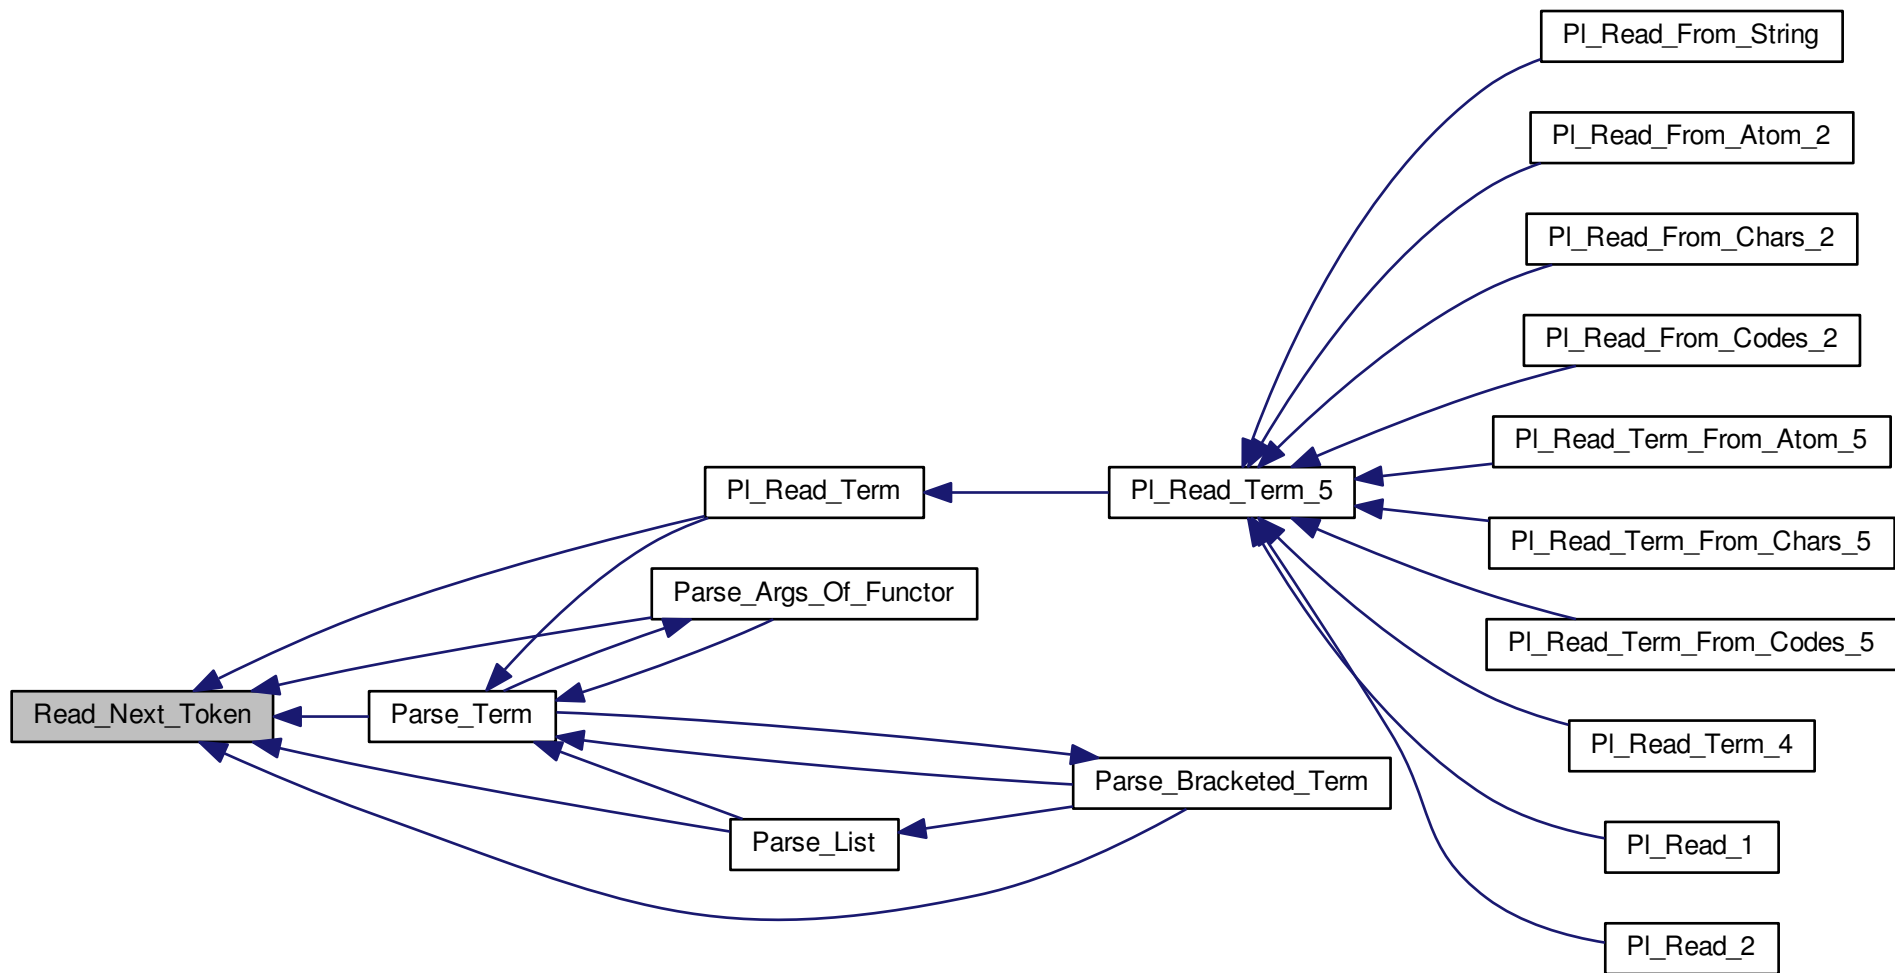 Pl_Read_From_String
Pl_Read_From_Atom_2
Pl_Read_From_Chars_2
Pl_Read_From_Codes_2
Pl_Read_Term_From_Atom_5
Pl_Read_Term
Pl_Read_Term_5
Pl_Read_Term_From_Chars_5
Parse_Args_Of_Functor
Pl_Read_Term_From_Codes_5
Read_Next_Token
Parse_Term
Pl_Read_Term_4
Parse_Bracketed_Term
Parse_List
Pl_Read_1
Pl_Read_2